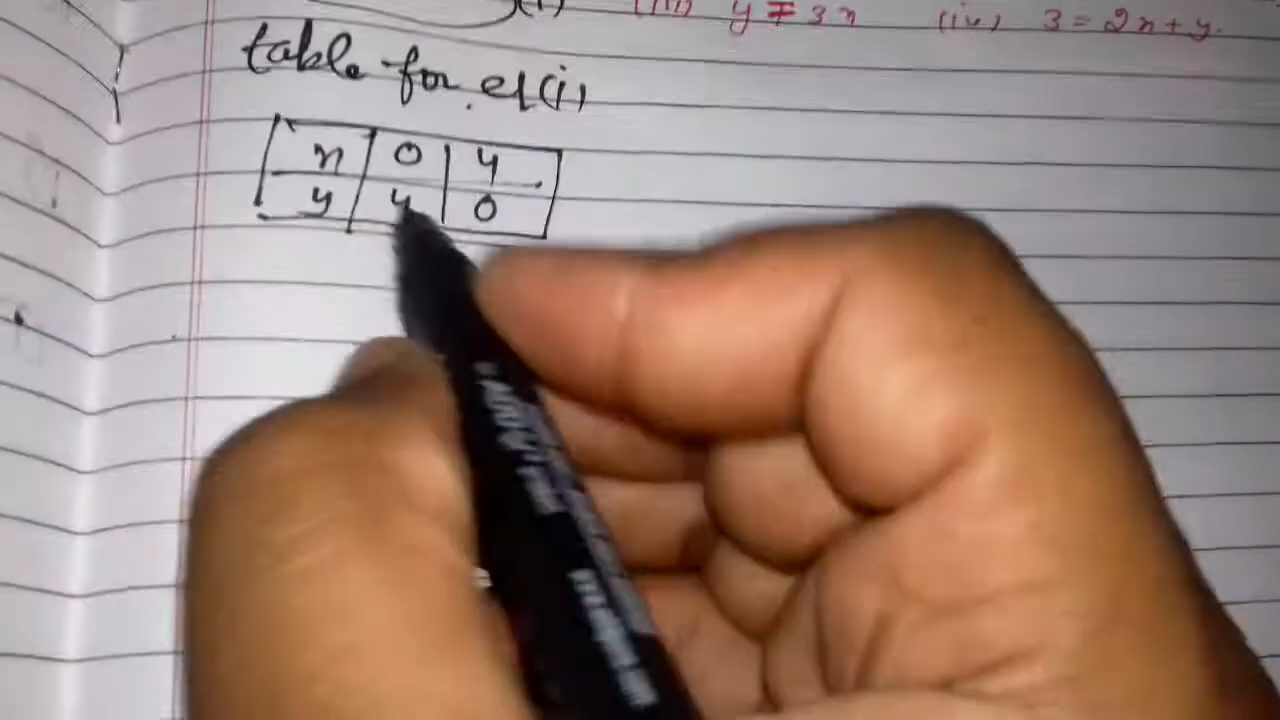 (i) (iii) y = 3x (iv) 3 = 2x + y.
table for eq(i)
x 0 4
y 4 0